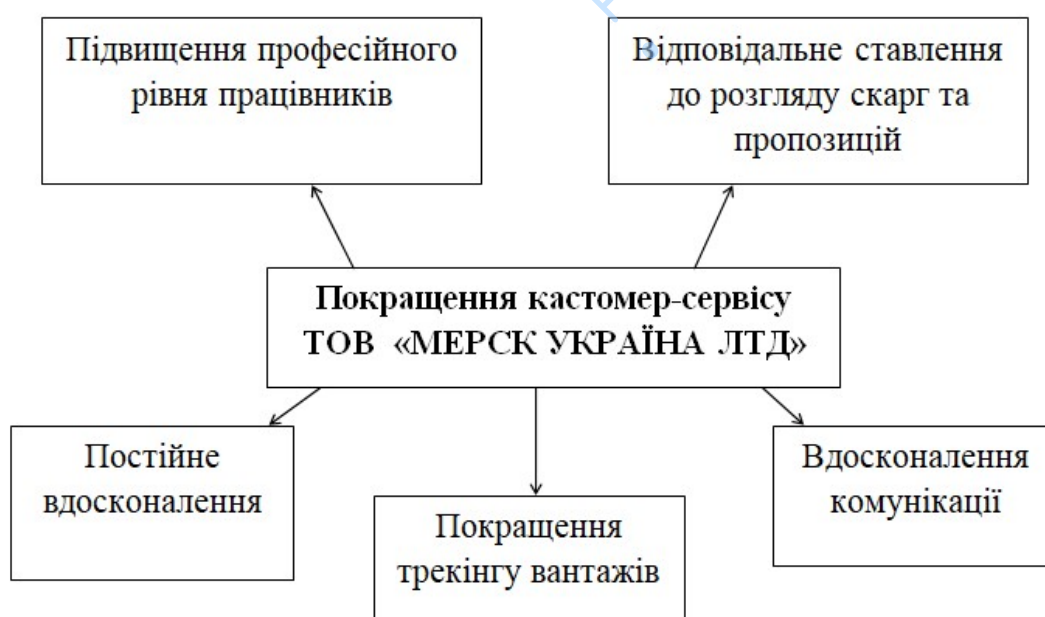 Підвищення професійного
рівня працівників
Відповідальне ставлення
до розгляду скарг та
пропозицій
Покращення кастомер-сервісу
ТОВ «МЕРСК УКРАЇНА ЛТД»
Постійне
вдосконалення
Покращення
трекінгу вантажів
Вдосконалення
комунікації